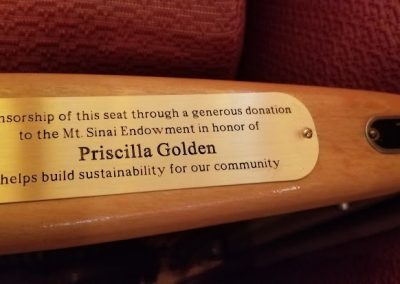 nsorship of this seat through a generous donation
to the Mt. Sinai Endowment in honor of
Priscilla Golden
helps build sustainability for our community